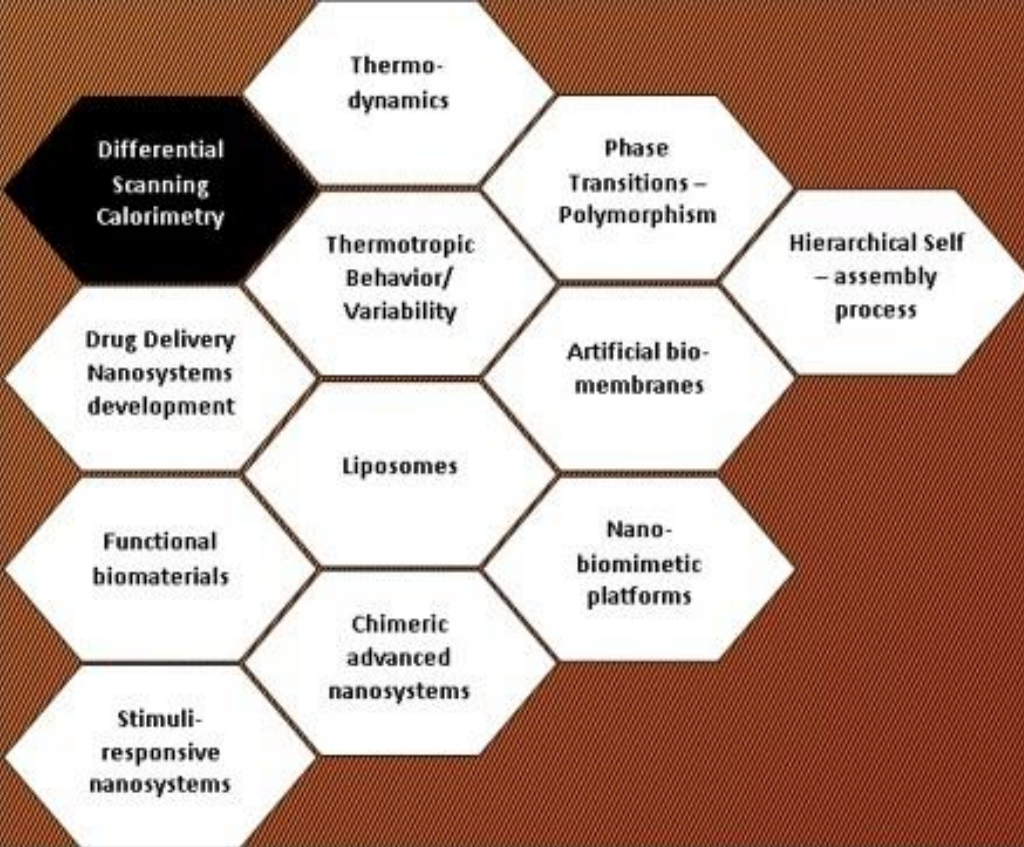 Thermo-
dynamics
Differential
Scanning
Calorimetry
Phase
Transitions –
Polymorphism
Thermotropic
Behavior/
Variability
Hierarchical Self
– assembly
process
Drug Delivery
Nanosystems
development
Artificial bio-
membranes
Liposomes
Functional
biomaterials
Nano-
biomimetic
platforms
Chimeric
advanced
nanosystems
Stimuli-
responsive
nanosystems